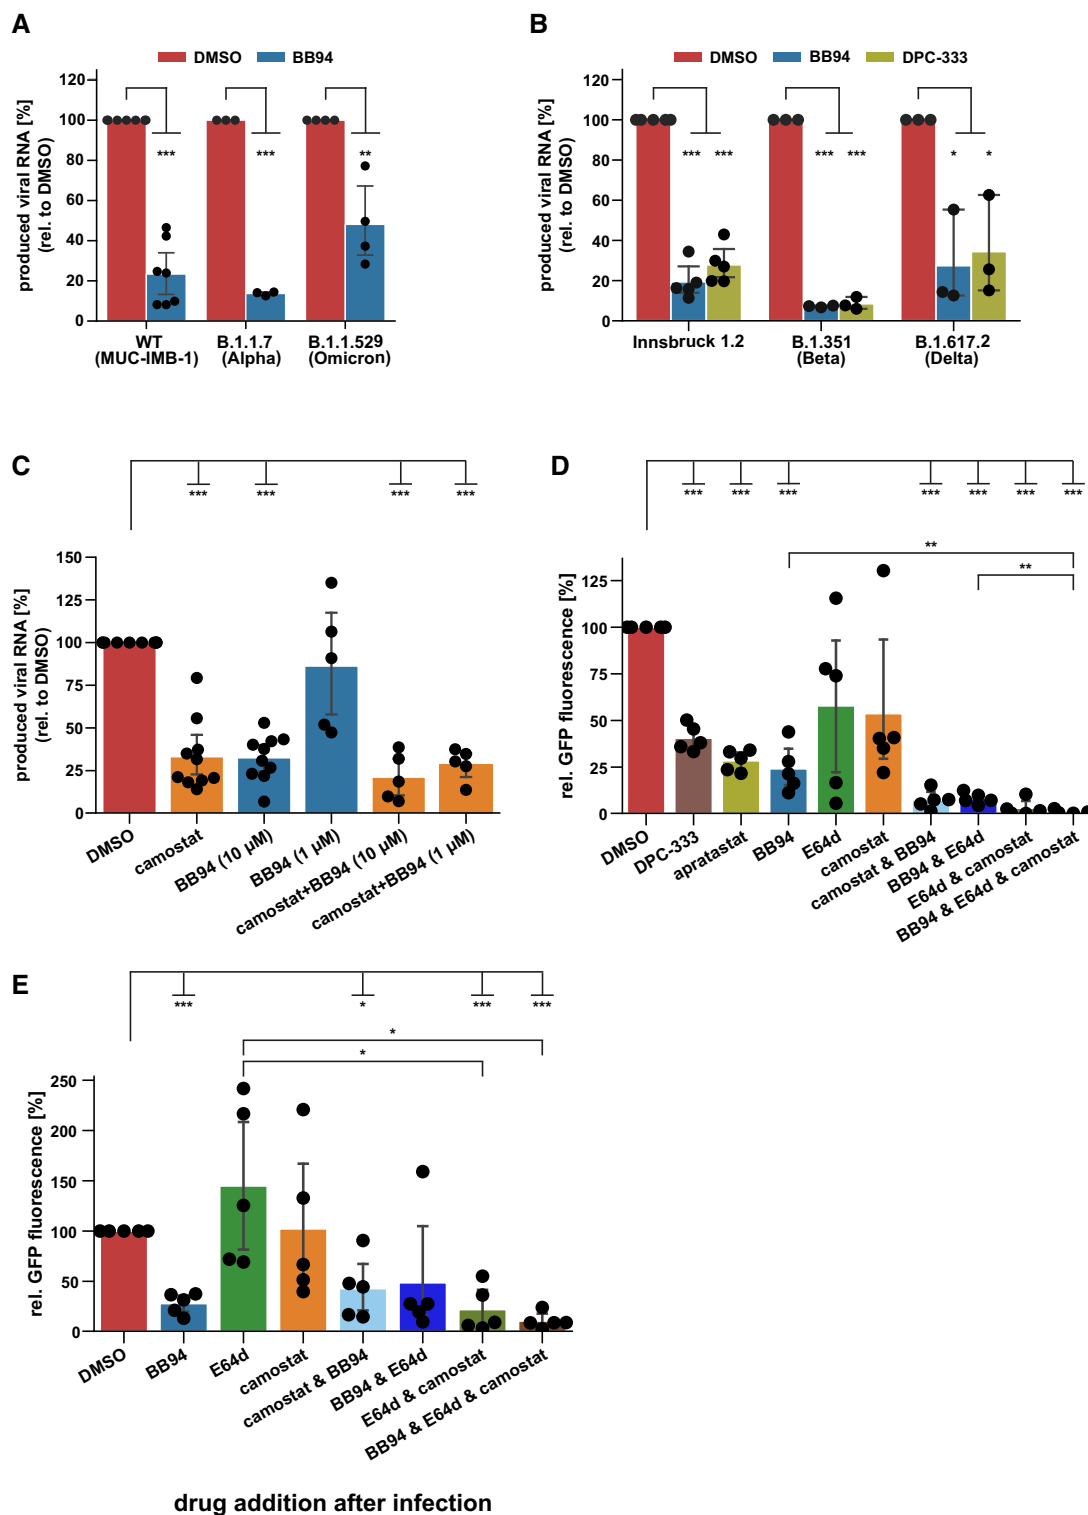 A
DMSO BB94
produced viral RNA [%]
(rel. to DMSO)
120
100
80
60
40
20
0
*** *** **
WT
(MUC-IMB-1)
B.1.1.7
(Alpha)
B.1.1.529
(Omicron)
B
DMSO BB94 DPC-333
produced viral RNA [%]
(rel. to DMSO)
120
100
80
60
40
20
0
*** *** *** *** * *
Innsbruck 1.2
B.1.351
(Beta)
B.1.617.2
(Delta)
C
*** *** *** ***
produced viral RNA [%]
(rel. to DMSO)
150
125
100
75
50
25
0
DMSO
camostat
BB94 (10 µM)
BB94 (1 µM)
camostat+BB94 (10 µM)
camostat+BB94 (1 µM)
D
*** *** *** *** *** *** ***
**
**
rel. GFP fluorescence [%]
125
100
75
50
25
0
DMSO
DPC-333
apratastat
BB94
E64d
camostat
camostat & BB94
BB94 & E64d
E64d & camostat
BB94 & E64d & camostat
E
*** * *** ***
*
*
rel. GFP fluorescence [%]
250
200
150
100
50
0
DMSO
BB94
E64d
camostat
camostat & BB94
BB94 & E64d
E64d & camostat
BB94 & E64d & camostat
drug addition after infection